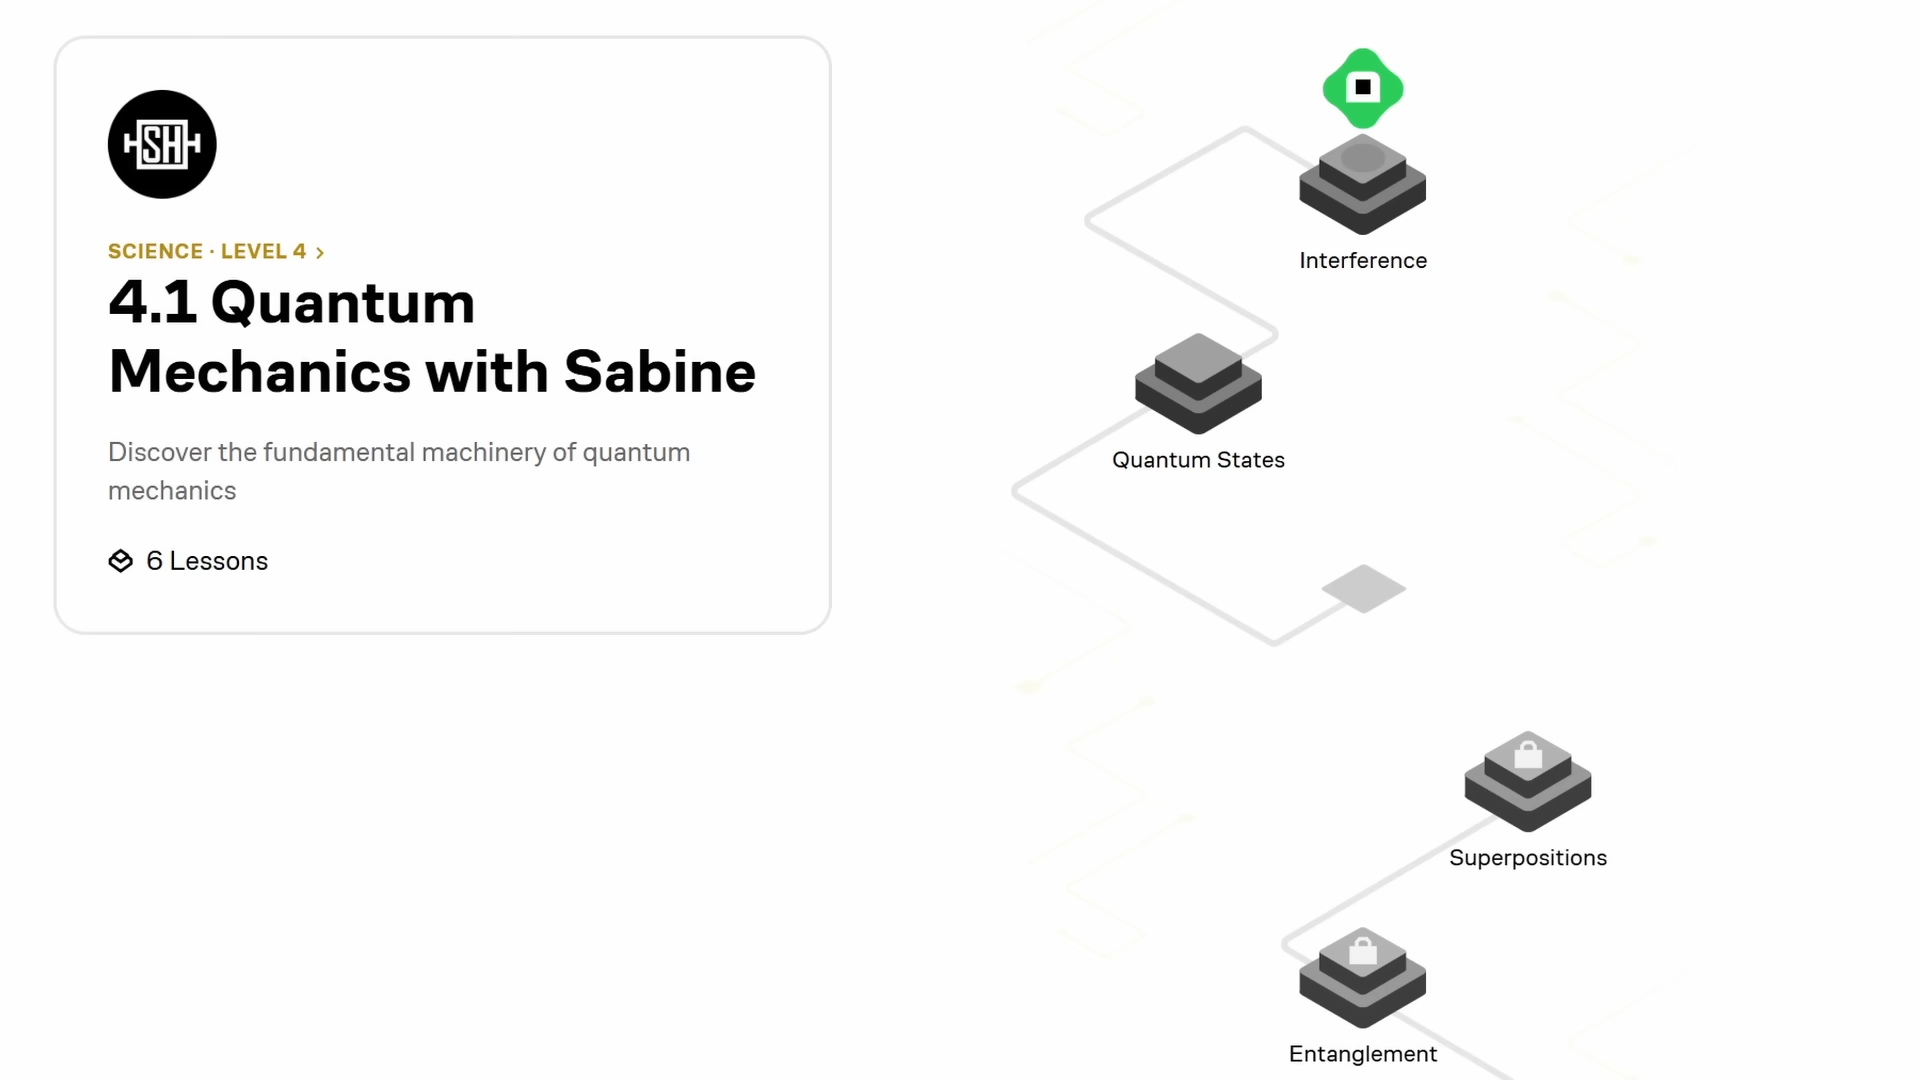 SH
SCIENCE · LEVEL 4 ›
4.1 Quantum
Mechanics with Sabine
Discover the fundamental machinery of quantum
mechanics
6 Lessons
Interference
Quantum States
Superpositions
Entanglement